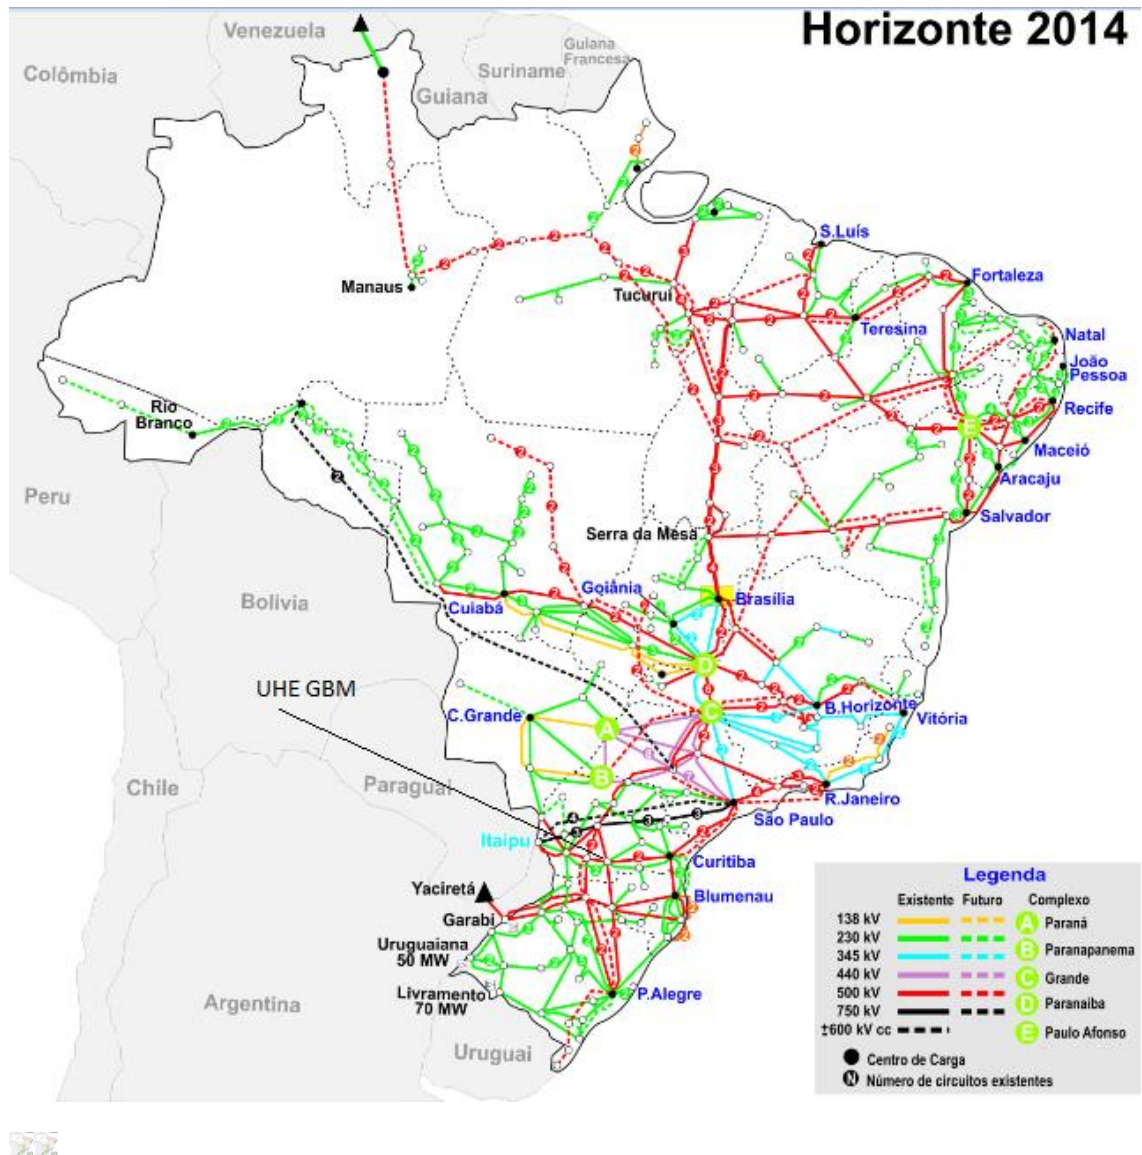 Horizonte 2014
Venezuela
Guiana
Francesa
Colômbia
Suriname
Guiana
S.Luís
Fortaleza
Manaus
Tucuruí
Teresina
Natal
João
Pessoa
Rio
Branco
Recife
Maceió
Aracaju
Peru
Salvador
Serra da Mesa
Goiânia
Brasília
Cuiabá
Bolivia
D
E
UHE GBM
C
C.Grande
A
B.Horizonte
Vitória
B
Chile
Paraguai
R.Janeiro
São Paulo
Itaipu
Curitiba
Yaciretá
Blumenau
Garabi
Uruguaiana
50 MW
Livramento
70 MW
P.Alegre
Argentina
Uruguai
Legenda
Existente Futuro Complexo
138 kV A Paraná
230 kV B Paranapanema
345 kV
440 kV C Grande
500 kV D Paranaiba
750 kV
±600 kV cc E Paulo Afonso
Centro de Carga
N Número de circuitos existentes